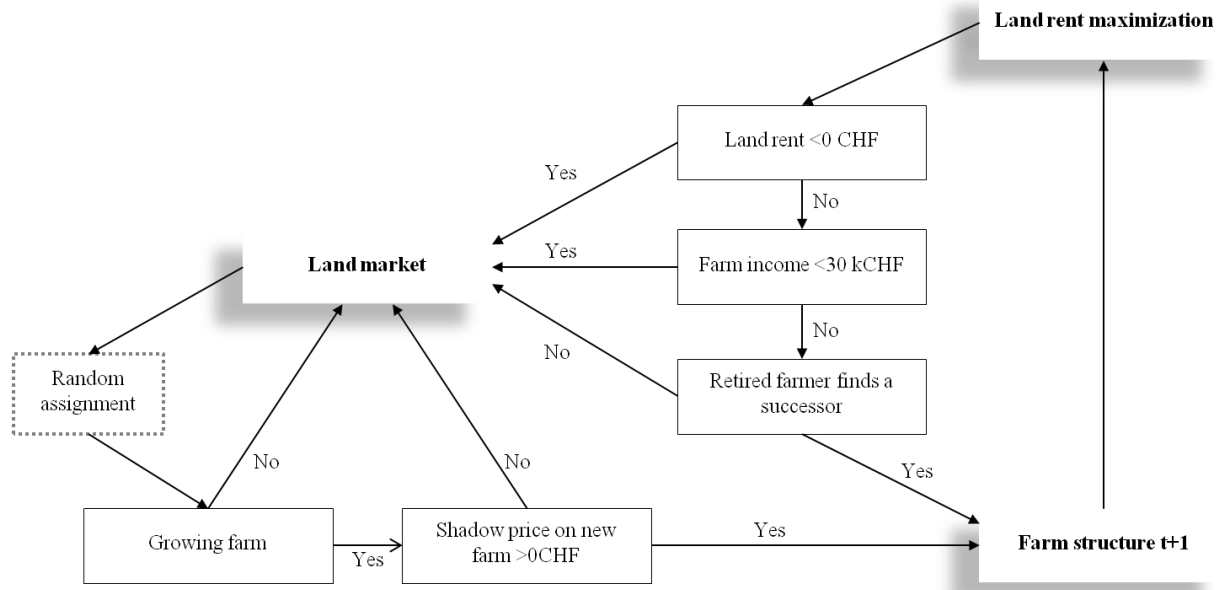 Land rent maximization
Land rent <0 CHF
Yes
No
Yes
Land market
Farm income <30 kCHF
No
No
Random
assignment
Retired farmer finds a
successor
No
No
Yes
Growing farm
Yes
Shadow price on new
farm >0CHF
Yes
Farm structure t+1